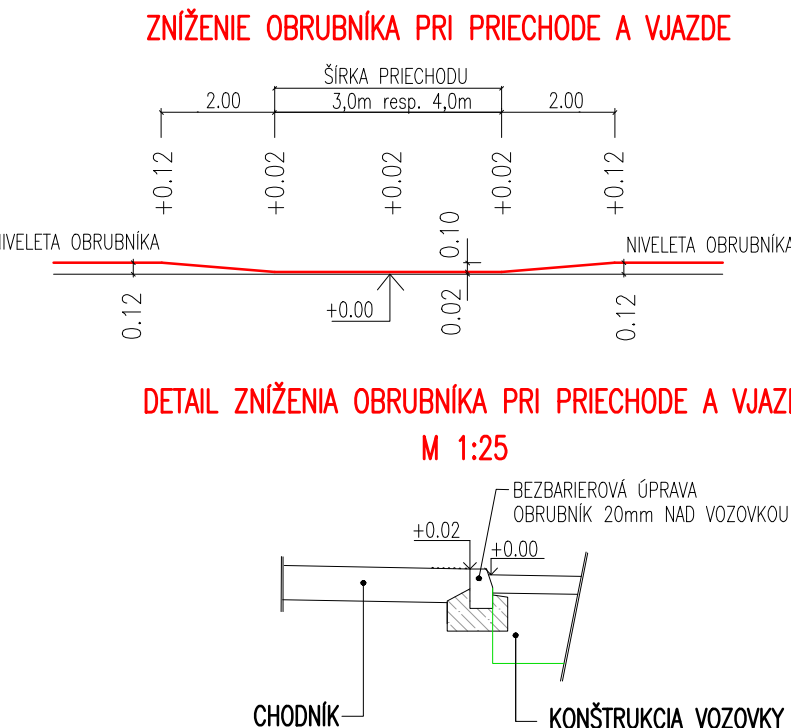 ZNÍŽENIE OBRUBNÍKA PRI PRIECHODE A VJAZDE
ŠÍRKA PRIECHODU
2.00 3,0m resp. 4,0m 2.00
+0.12 +0.02 +0.02 +0.02 +0.12
NIVELETA OBRUBNÍKA 0.10 NIVELETA OBRUBNÍKA
0.12 +0.00 0.02 0.12
DETAIL ZNÍŽENIA OBRUBNÍKA PRI PRIECHODE A VJAZ
M 1:25
BEZBARIEROVÁ ÚPRAVA
OBRUBNÍK 20mm NAD VOZOVKOU
+0.02
+0.00
CHODNÍK
KONŠTRUKCIA VOZOVKY